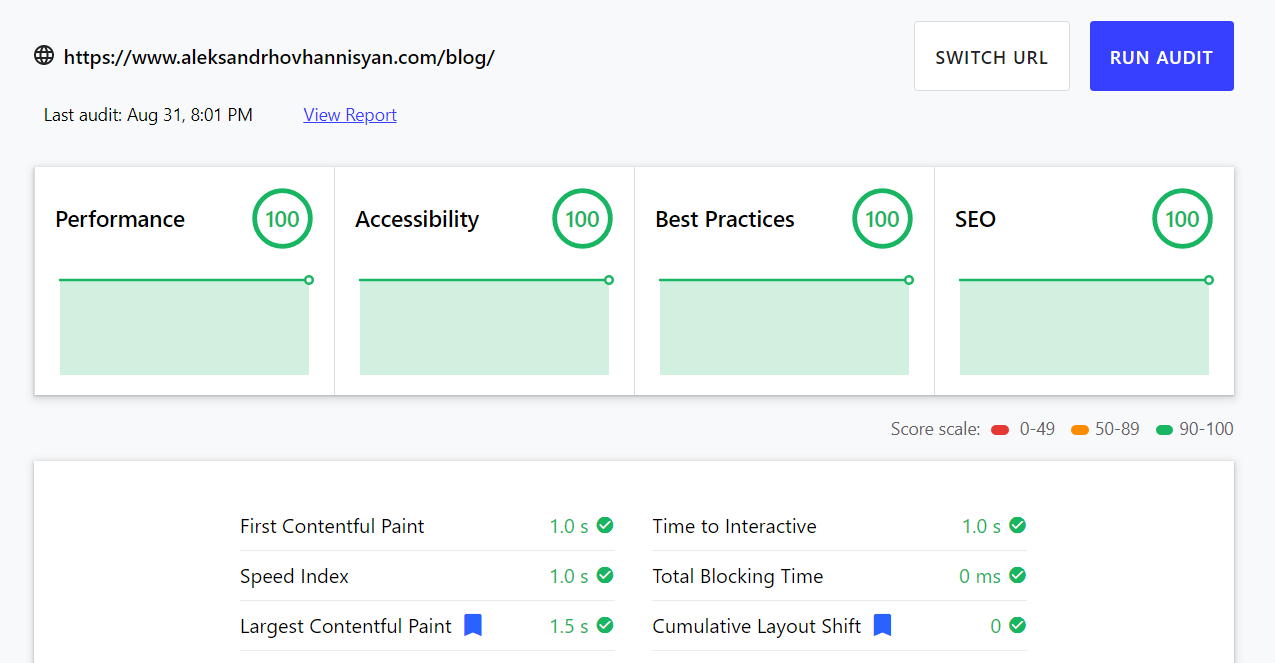 https://www.aleksandrhovhannisyan.com/blog/ SWITCH URL RUN AUDIT
Last audit: Aug 31, 8:01 PM View Report
Performance 100 Accessibility 100 Best Practices 100 SEO 100
Score scale: 0-49 50-89 90-100
First Contentful Paint 1.0 s Time to Interactive 1.0 s
Speed Index 1.0 s Total Blocking Time 0 ms
Largest Contentful Paint 1.5 s Cumulative Layout Shift 0